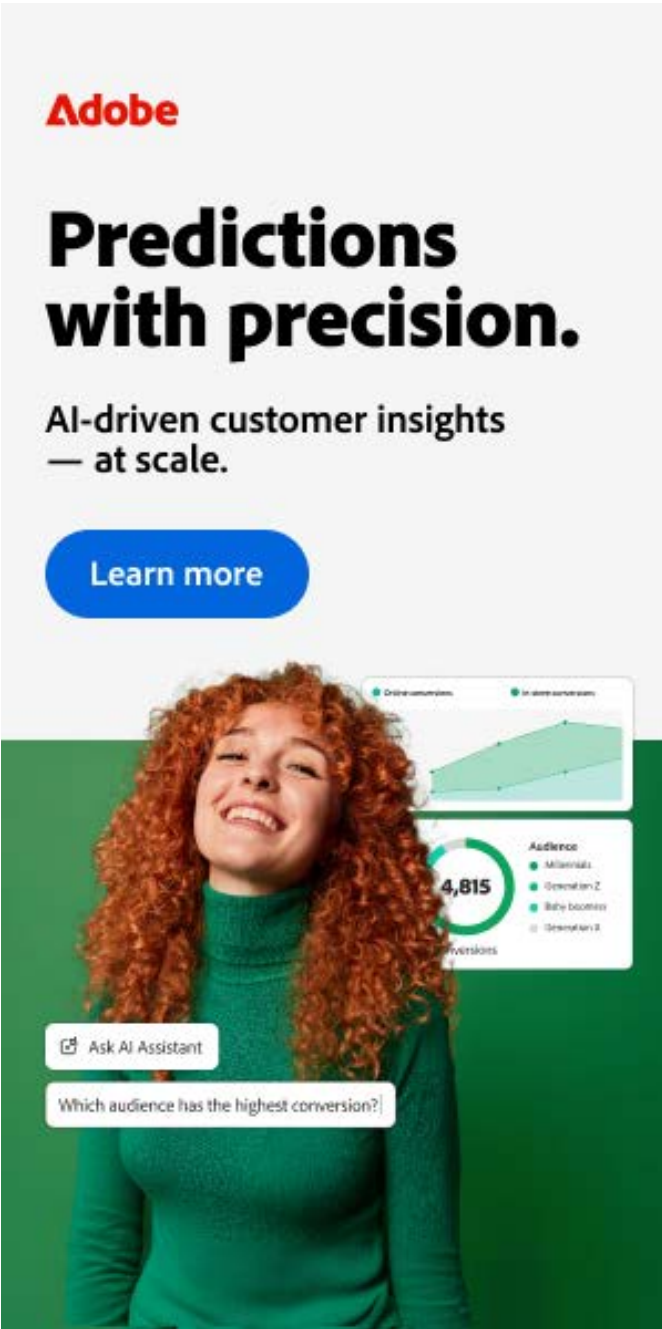 Adobe
Predictions
with precision.
AI-driven customer insights
— at scale.
Learn more
Online conversions
In-store conversions
4,815
Audience
Millennials
Generation Z
Baby boomers
Generation X
Ask AI Assistant
Which audience has the highest conversion?